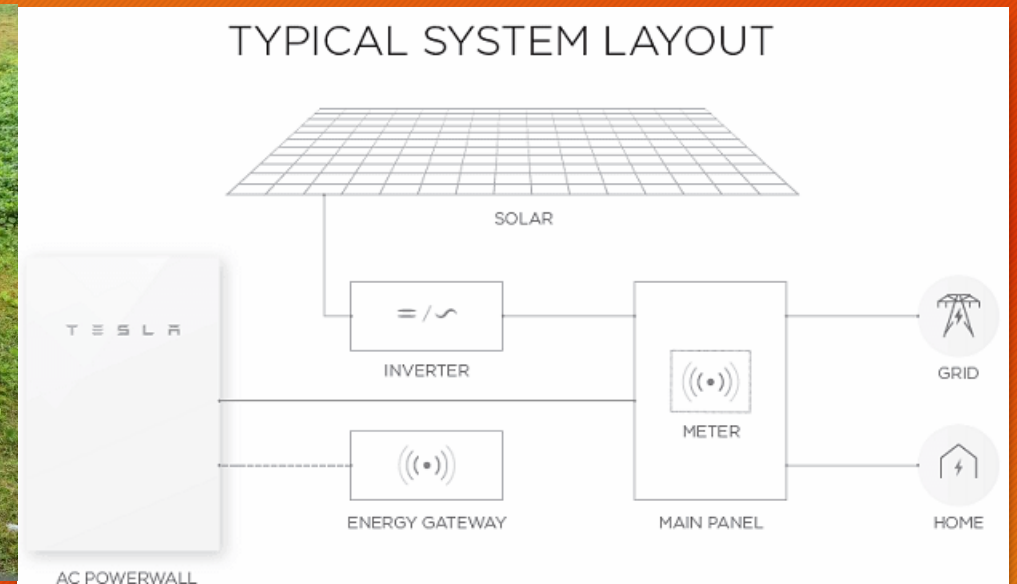 TYPICAL SYSTEM LAYOUT
SOLAR
TESLA
INVERTER
METER
GRID
ENERGY GATEWAY
MAIN PANEL
HOME
AC POWERWALL